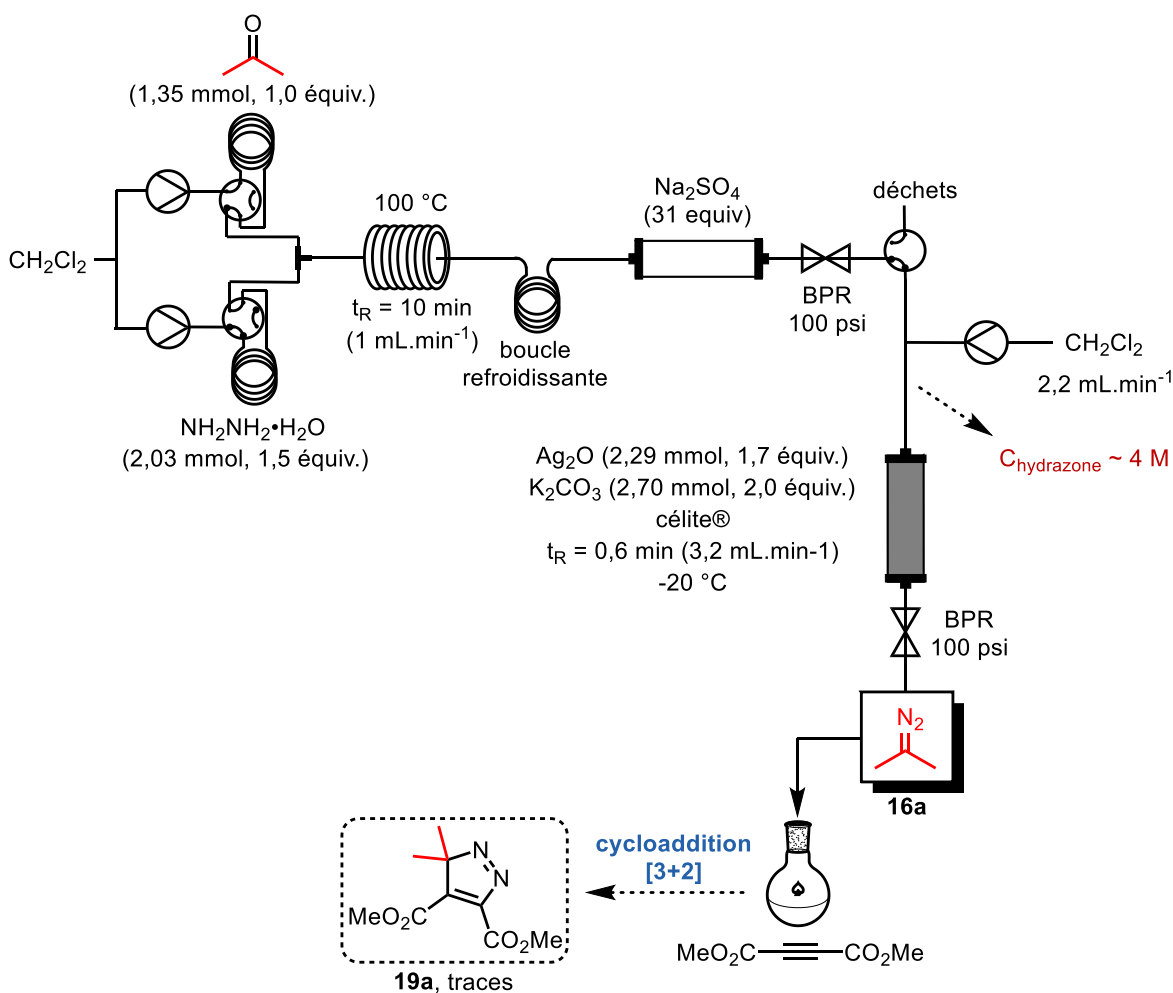 O
(1,35 mmol, 1,0 équiv.)
CH2Cl2
100 °C
tR = 10 min
(1 mL.min-1)
boucle
refroidissante
NH2NH2•H2O
(2,03 mmol, 1,5 équiv.)
Na2SO4
(31 equiv)
BPR
100 psi
déchets
CH2Cl2
2,2 mL.min-1
Chydrazone ~ 4 M
Ag2O (2,29 mmol, 1,7 équiv.)
K2CO3 (2,70 mmol, 2,0 équiv.)
célite®
tR = 0,6 min (3,2 mL.min-1)
-20 °C
BPR
100 psi
N2
16a
cycloaddition
[3+2]
N
N
MeO2C
CO2Me
19a, traces
MeO2C
CO2Me